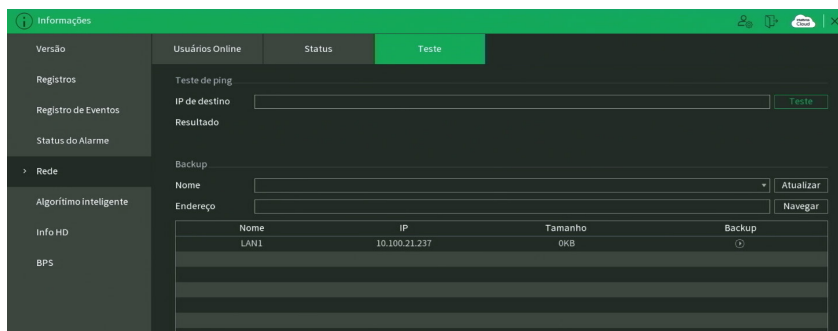 Informações
Cloud
Versão
Usuários Online
Status
Teste
Registros
Teste de ping
IP de destino
Teste
Registro de Eventos
Resultado
Status do Alarme
Backup
Rede
Nome
Atualizar
Algorítimo inteligente
Endereço
Navegar
Info HD
Nome IP Tamanho Backup
LAN1 10.100.21.237 0KB
BPS